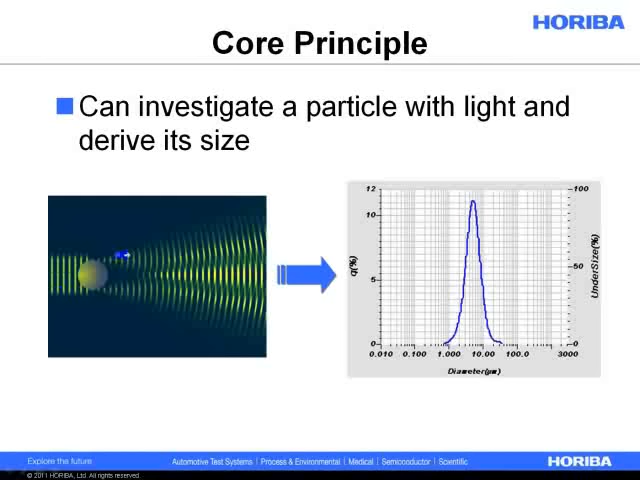 HORIBA
Core Principle
Can investigate a particle with light and
derive its size
12
10
5
0
q(%)
100
50
0
UnderSize(%)
0.010 0.100 1.000 10.00 100.0 3000
Diameter(µm)
Explore the future
Automotive Test Systems | Process & Environmental | Medical | Semiconductor | Scientific
HORIBA
© 2011 HORIBA, Ltd. All rights reserved.